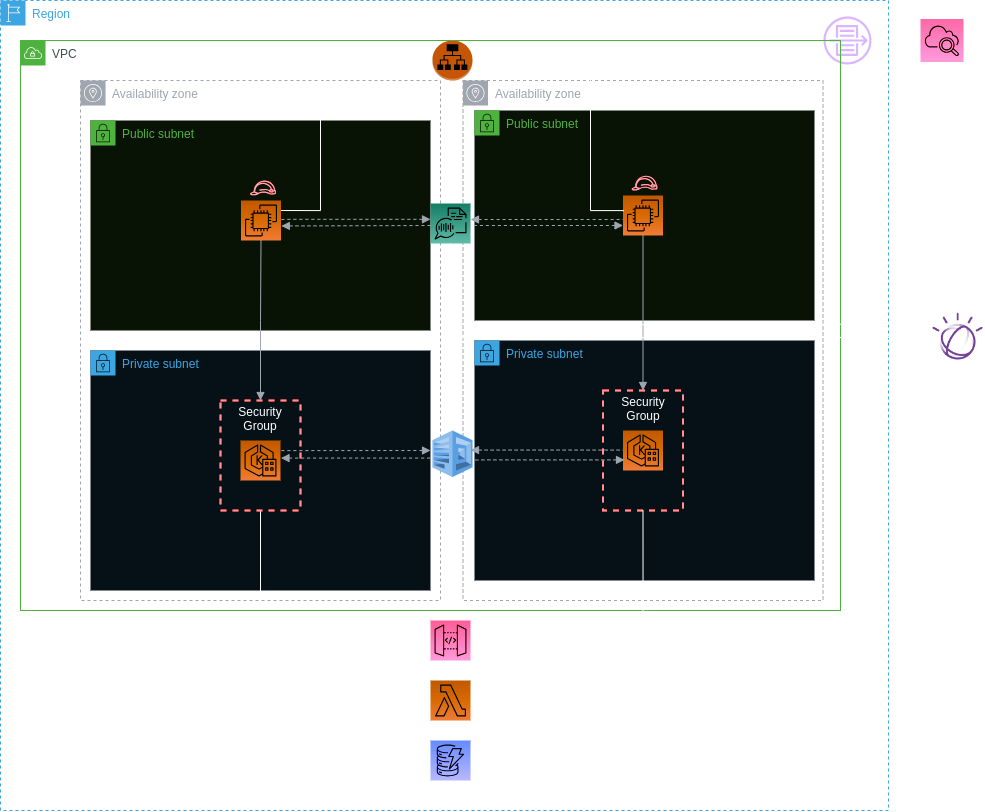 Region
VPC
Availability zone
Availability zone
Public subnet
Public subnet
Private subnet
Private subnet
Security
Group
Security
Group